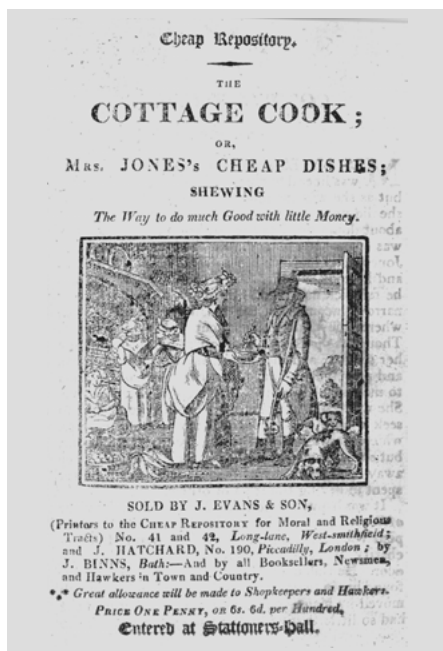 Cheap Repository.
THE
COTTAGE COOK;
OR,
MRS. JONES's CHEAP DISHES;
SHEWING
The Way to do much Good with little Money.
SOLD BY J. EVANS & SON,
(Printers to the CHEAP REPOSITORY for Moral and Religious
Tracts) No. 41 and 42, Long-lane, West-smithfield;
and J. HATCHARD, No. 190, Piccadilly, London; by
J. BINNS, Bath:—And by all Booksellers, Newsmen,
and Hawkers in Town and Country.
*⁎* Great allowance will be made to Shopkeepers and Hawkers.
PRICE ONE PENNY, or 6s. 6d. per Hundred.
Entered at Stationers-Hall.